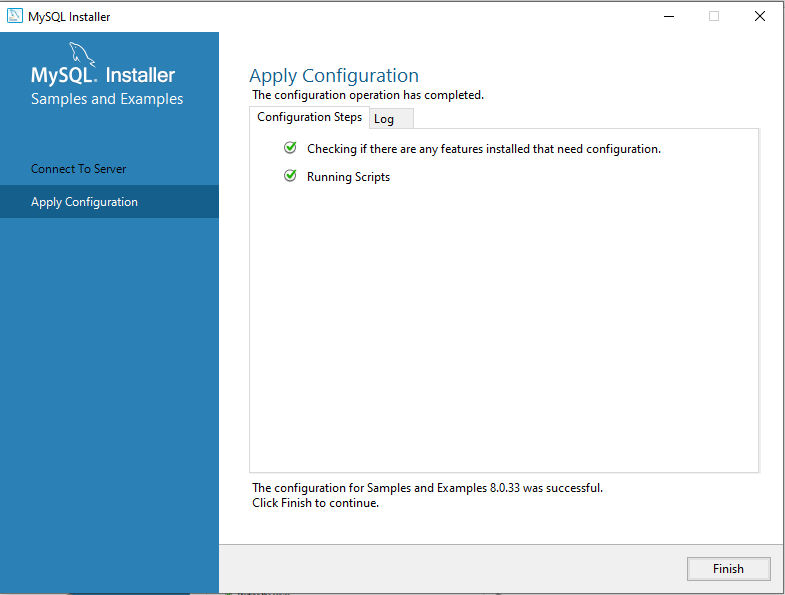 MySQL Installer
MySQL. Installer
Samples and Examples
Connect To Server
Apply Configuration
Apply Configuration
The configuration operation has completed.
Configuration Steps
Log
Checking if there are any features installed that need configuration.
Running Scripts
The configuration for Samples and Examples 8.0.33 was successful.
Click Finish to continue.
Finish